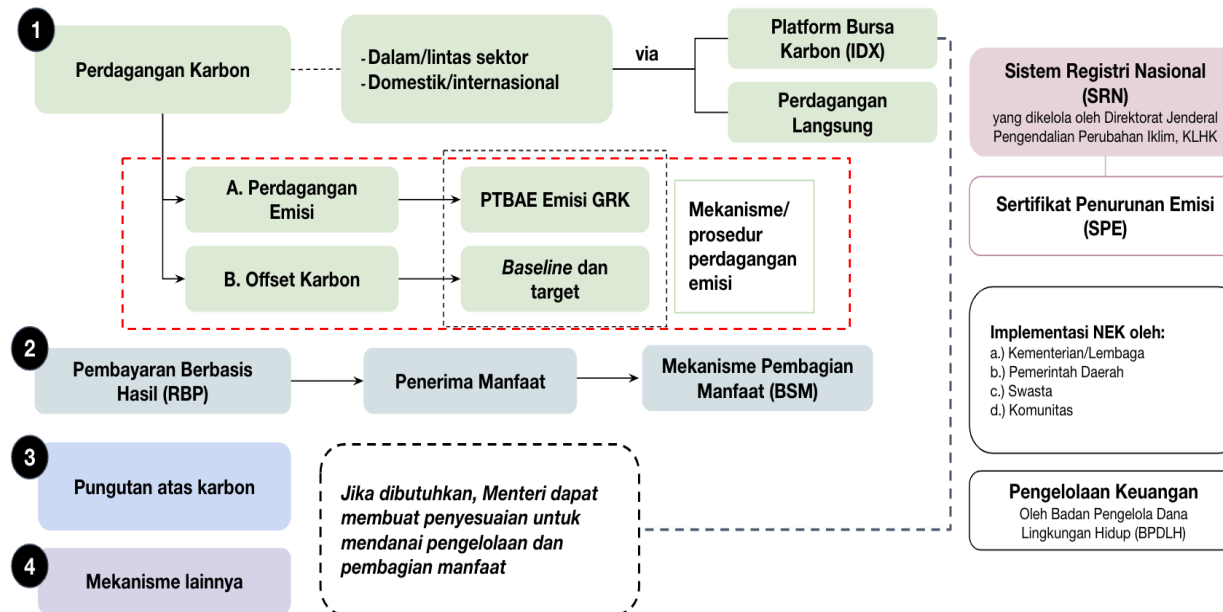 1
Perdagangan Karbon
- Dalam/lintas sektor
- Domestik/internasional
via
Platform Bursa
Karbon (IDX)
Perdagangan
Langsung
A. Perdagangan
Emisi
PTBAE Emisi GRK
B. Offset Karbon
Baseline dan
target
Mekanisme/
prosedur
perdagangan
emisi
2
Pembayaran Berbasis
Hasil (RBP)
Penerima Manfaat
Mekanisme Pembagian
Manfaat (BSM)
3
Pungutan atas karbon
4
Mekanisme lainnya
Jika dibutuhkan, Menteri dapat
membuat penyesuaian untuk
mendanai pengelolaan dan
pembagian manfaat
Sistem Registri Nasional
(SRN)
yang dikelola oleh Direktorat Jenderal
Pengendalian Perubahan Iklim, KLHK
Sertifikat Penurunan Emisi
(SPE)
Implementasi NEK oleh:
a.) Kementerian/Lembaga
b.) Pemerintah Daerah
c.) Swasta
d.) Komunitas
Pengelolaan Keuangan
Oleh Badan Pengelola Dana
Lingkungan Hidup (BPDLH)